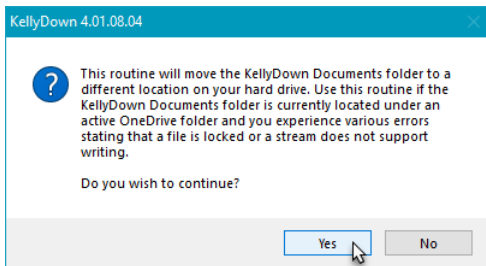 KellyDown 4.01.08.04
This routine will move the KellyDown Documents folder to a
different location on your hard drive. Use this routine if the
KellyDown Documents folder is currently located under an
active OneDrive folder and you experience various errors
stating that a file is locked or a stream does not support
writing.
Do you wish to continue?
Yes
No